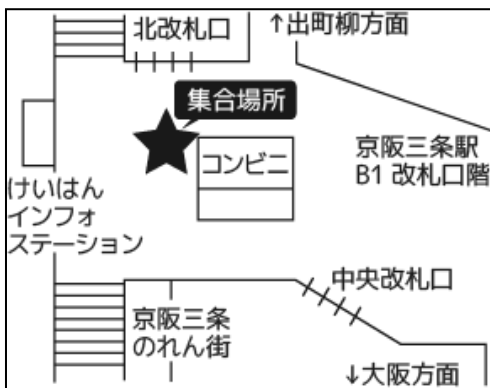 北改札口
↑出町柳方面
集合場所
コンビニ
京阪三条駅
B1 改札口階
けいはん
インフォ
ステーション
中央改札口
京阪三条
のれん街
↓大阪方面